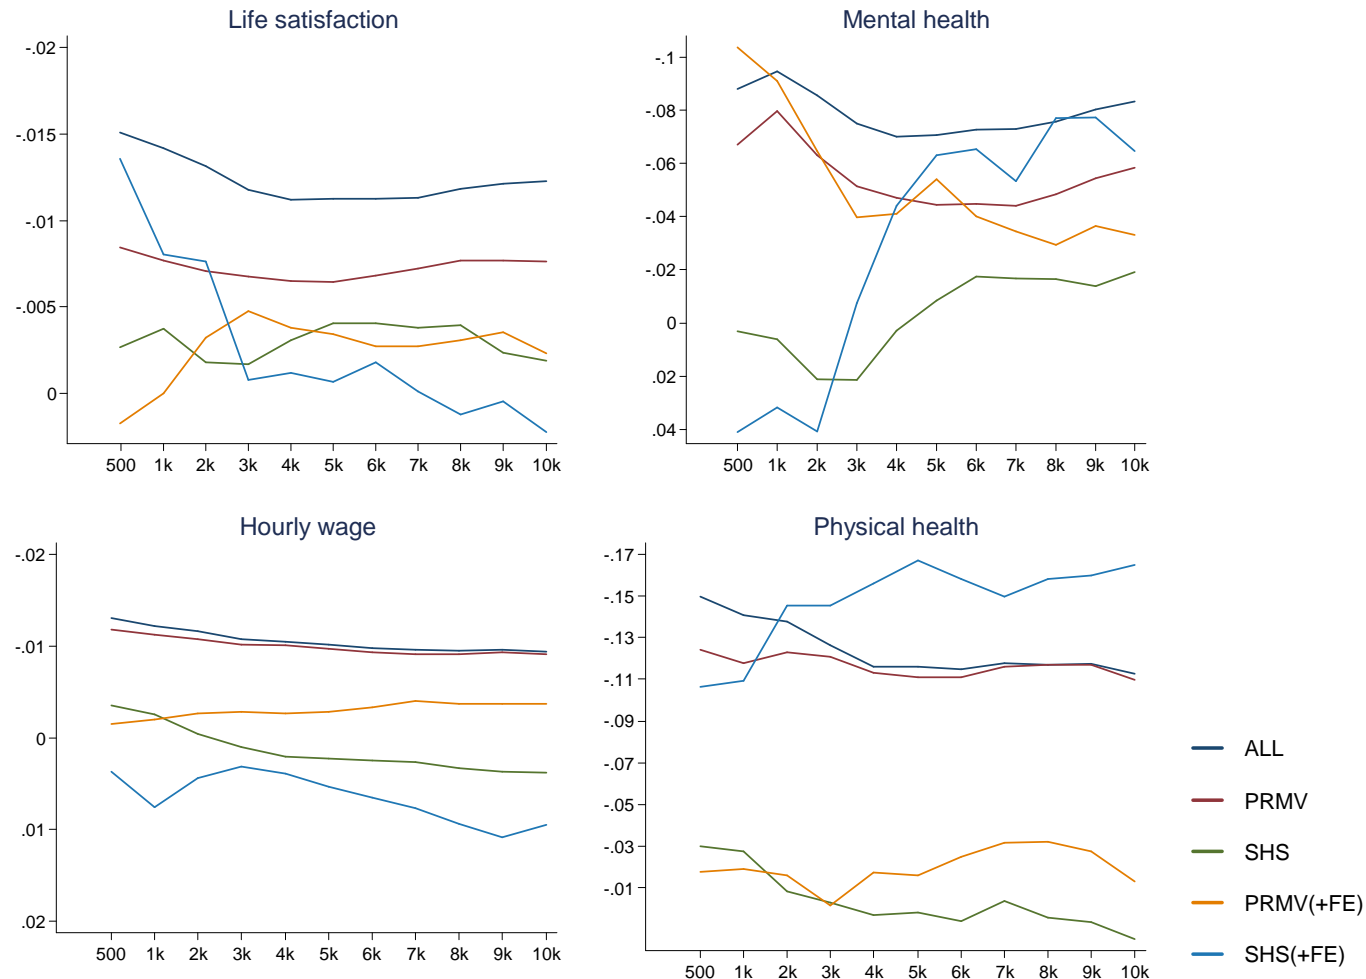 Life satisfaction
-.02
-.015
-.01
-.005
0
500 1k 2k 3k 4k 5k 6k 7k 8k 9k 10k
Mental health
-.1
-.08
-.06
-.04
-.02
0
.02
.04
500 1k 2k 3k 4k 5k 6k 7k 8k 9k 10k
Hourly wage
-.02
-.01
0
.01
.02
500 1k 2k 3k 4k 5k 6k 7k 8k 9k 10k
Physical health
-.17
-.15
-.13
-.11
-.09
-.07
-.05
-.03
-.01
500 1k 2k 3k 4k 5k 6k 7k 8k 9k 10k
ALL
PRMV
SHS
PRMV(+FE)
SHS(+FE)